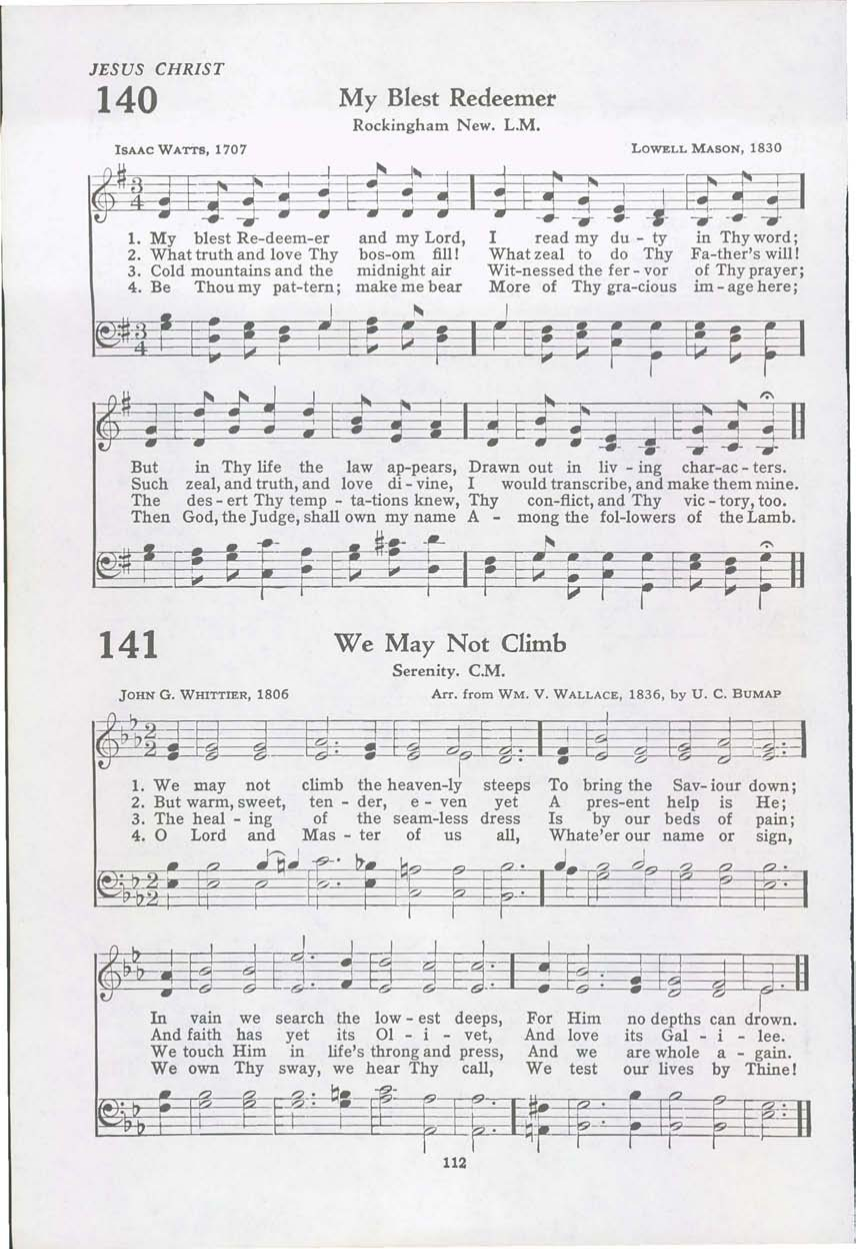 JESUS CHRIST
140
My Blest Redeemer
Rockingham New. L.M.
ISAAC WATTS, 1707
LOWELL MASON, 1830
1. My blest Re-deem-er and my Lord, I read my du - ty in Thy word;
2. What truth and love Thy bos-om fill! What zeal to do Thy Fa-ther's will!
3. Cold mountains and the midnight air Wit-nessed the fer - vor of Thy prayer;
4. Be Thou my pat-tern; make me bear More of Thy gra-cious im - age here;
But in Thy life the law ap-pears, Drawn out in liv - ing char-ac - ters.
Such zeal, and truth, and love di - vine, I would transcribe, and make them mine.
The des - ert Thy temp - ta-tions knew, Thy con-flict, and Thy vic - tory, too.
Then God, the Judge, shall own my name A - mong the fol-lowers of the Lamb.
141
We May Not Climb
Serenity. C.M.
JOHN G. WHITTIER, 1806
Arr. from WM. V. WALLACE, 1836, by U. C. BUMAP
1. We may not climb the heaven-ly steeps To bring the Sav-iour down;
2. But warm, sweet, ten - der, e - ven yet A pres-ent help is He;
3. The heal - ing of the seam-less dress Is by our beds of pain;
4. O Lord and Mas - ter of us all, Whate'er our name or sign,
In vain we search the low - est deeps, For Him no depths can drown.
And faith has yet its Ol - i - vet, And love its Gal - i - lee.
We touch Him in life's throng and press, And we are whole a - gain.
We own Thy sway, we hear Thy call, We test our lives by Thine!
112